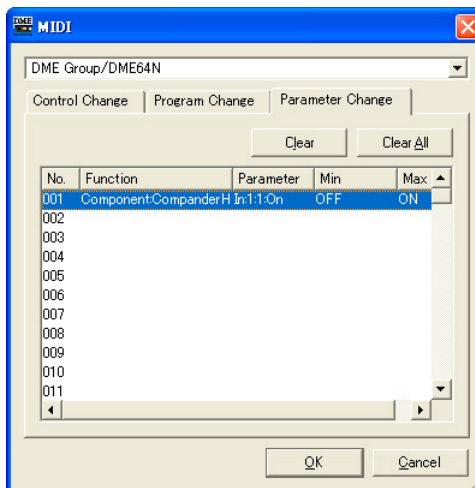 DME MIDI
DME Group/DME64N
Control Change Program Change Parameter Change
Clear Clear All
No. Function Parameter Min Max
001 Component:CompanderH In:1:1:On OFF ON
002
003
004
005
006
007
008
009
010
011
OK Cancel